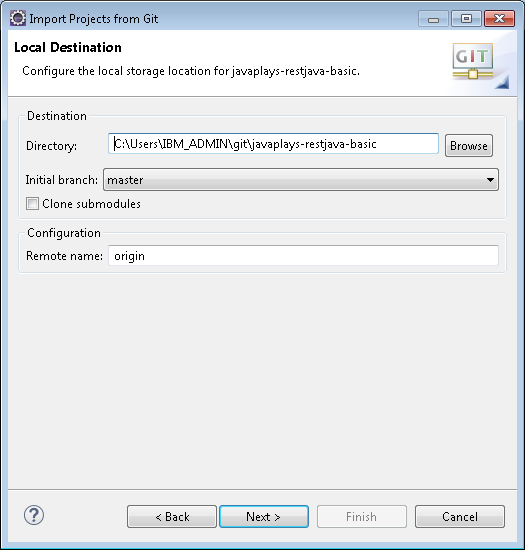 Import Projects from Git
Local Destination
Configure the local storage location for javaplays-restjava-basic.
GIT
Destination
Directory: C:\Users\IBM_ADMIN\git\javaplays-restjava-basic Browse
Initial branch: master
Clone submodules
Configuration
Remote name: origin
? < Back Next > Finish Cancel